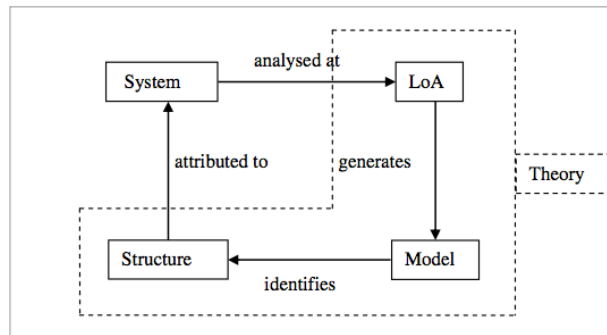 analysed at
System
LoA
attributed to
generates
Theory
Structure
Model
identifies